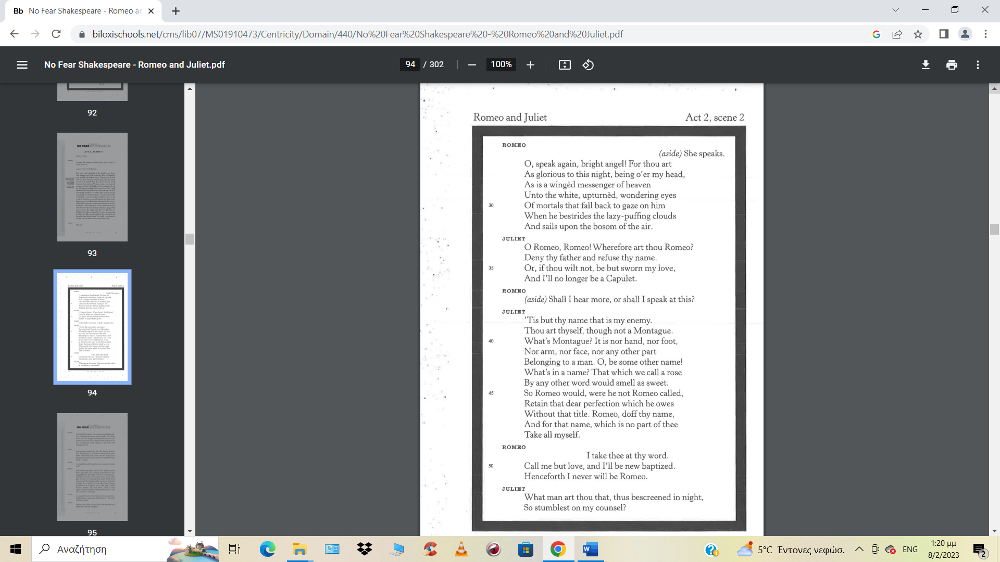 Bb No Fear Shakespeare - Romeo an
biloxischools.net/cms/lib07/MS01910473/Centricity/Domain/440/No%20Fear%20Shakespeare%20-%20Romeo%20and%20Juliet.pdf
No Fear Shakespeare - Romeo and Juliet.pdf
94 / 302
100%
92
93
94
95
Romeo and Juliet Act 2, scene 2
ROMEO
(aside) She speaks.
O, speak again, bright angel! For thou art
As glorious to this night, being o'er my head,
As is a wingèd messenger of heaven
Unto the white, upturnèd, wondering eyes
30 Of mortals that fall back to gaze on him
When he bestrides the lazy-puffing clouds
And sails upon the bosom of the air.
JULIET
O Romeo, Romeo! Wherefore art thou Romeo?
Deny thy father and refuse thy name.
35 Or, if thou wilt not, be but sworn my love,
And I'll no longer be a Capulet.
ROMEO
(aside) Shall I hear more, or shall I speak at this?
JULIET
'Tis but thy name that is my enemy.
Thou art thyself, though not a Montague.
40 What's Montague? It is nor hand, nor foot,
Nor arm, nor face, nor any other part
Belonging to a man. O, be some other name!
What's in a name? That which we call a rose
By any other word would smell as sweet.
45 So Romeo would, were he not Romeo called,
Retain that dear perfection which he owes
Without that title. Romeo, doff thy name,
And for that name, which is no part of thee
Take all myself.
ROMEO
I take thee at thy word.
50 Call me but love, and I'll be new baptized.
Henceforth I never will be Romeo.
JULIET
What man art thou that, thus bescreened in night,
So stumblest on my counsel?
Αναζήτηση
5°C Έντονες νεφώσ.
ENG
1:20 μμ
8/2/2023
2